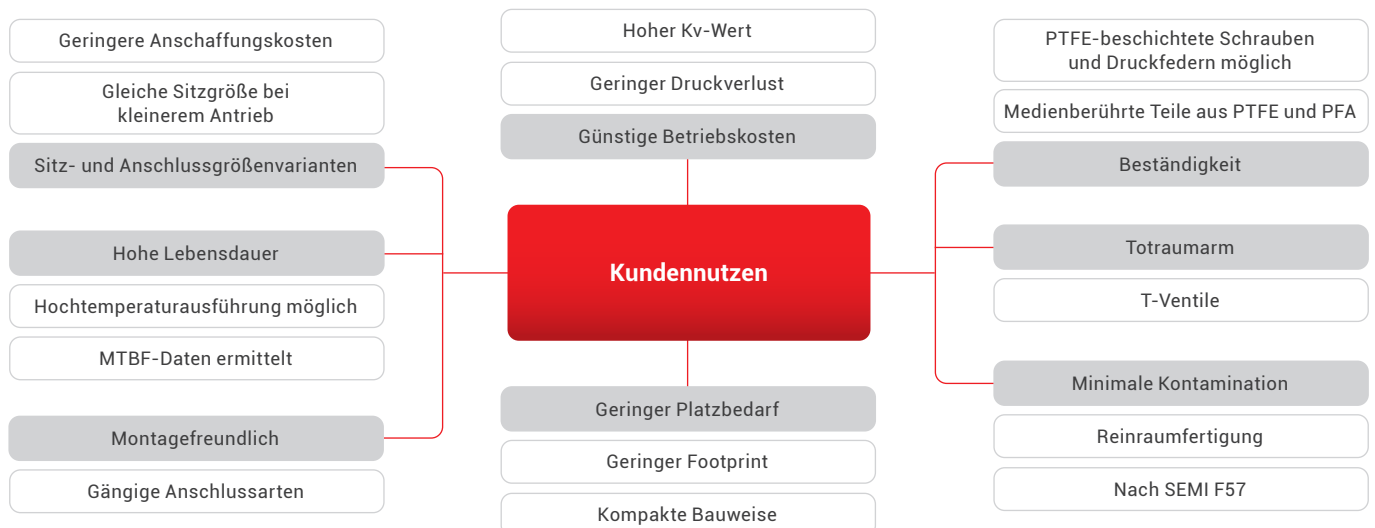 Geringere Anschaffungskosten
Gleiche Sitzgröße bei
kleinerem Antrieb
Sitz- und Anschlussgrößenvarianten
Hohe Lebensdauer
Hochtemperaturausführung möglich
MTBF-Daten ermittelt
Montagefreundlich
Gängige Anschlussarten
Hoher Kv-Wert
Geringer Druckverlust
Günstige Betriebskosten
Kundennutzen
Geringer Platzbedarf
Geringer Footprint
Kompakte Bauweise
PTFE-beschichtete Schrauben
und Druckfedern möglich
Medienberührte Teile aus PTFE und PFA
Beständigkeit
Totraumarm
T-Ventile
Minimale Kontamination
Reinraumfertigung
Nach SEMI F57